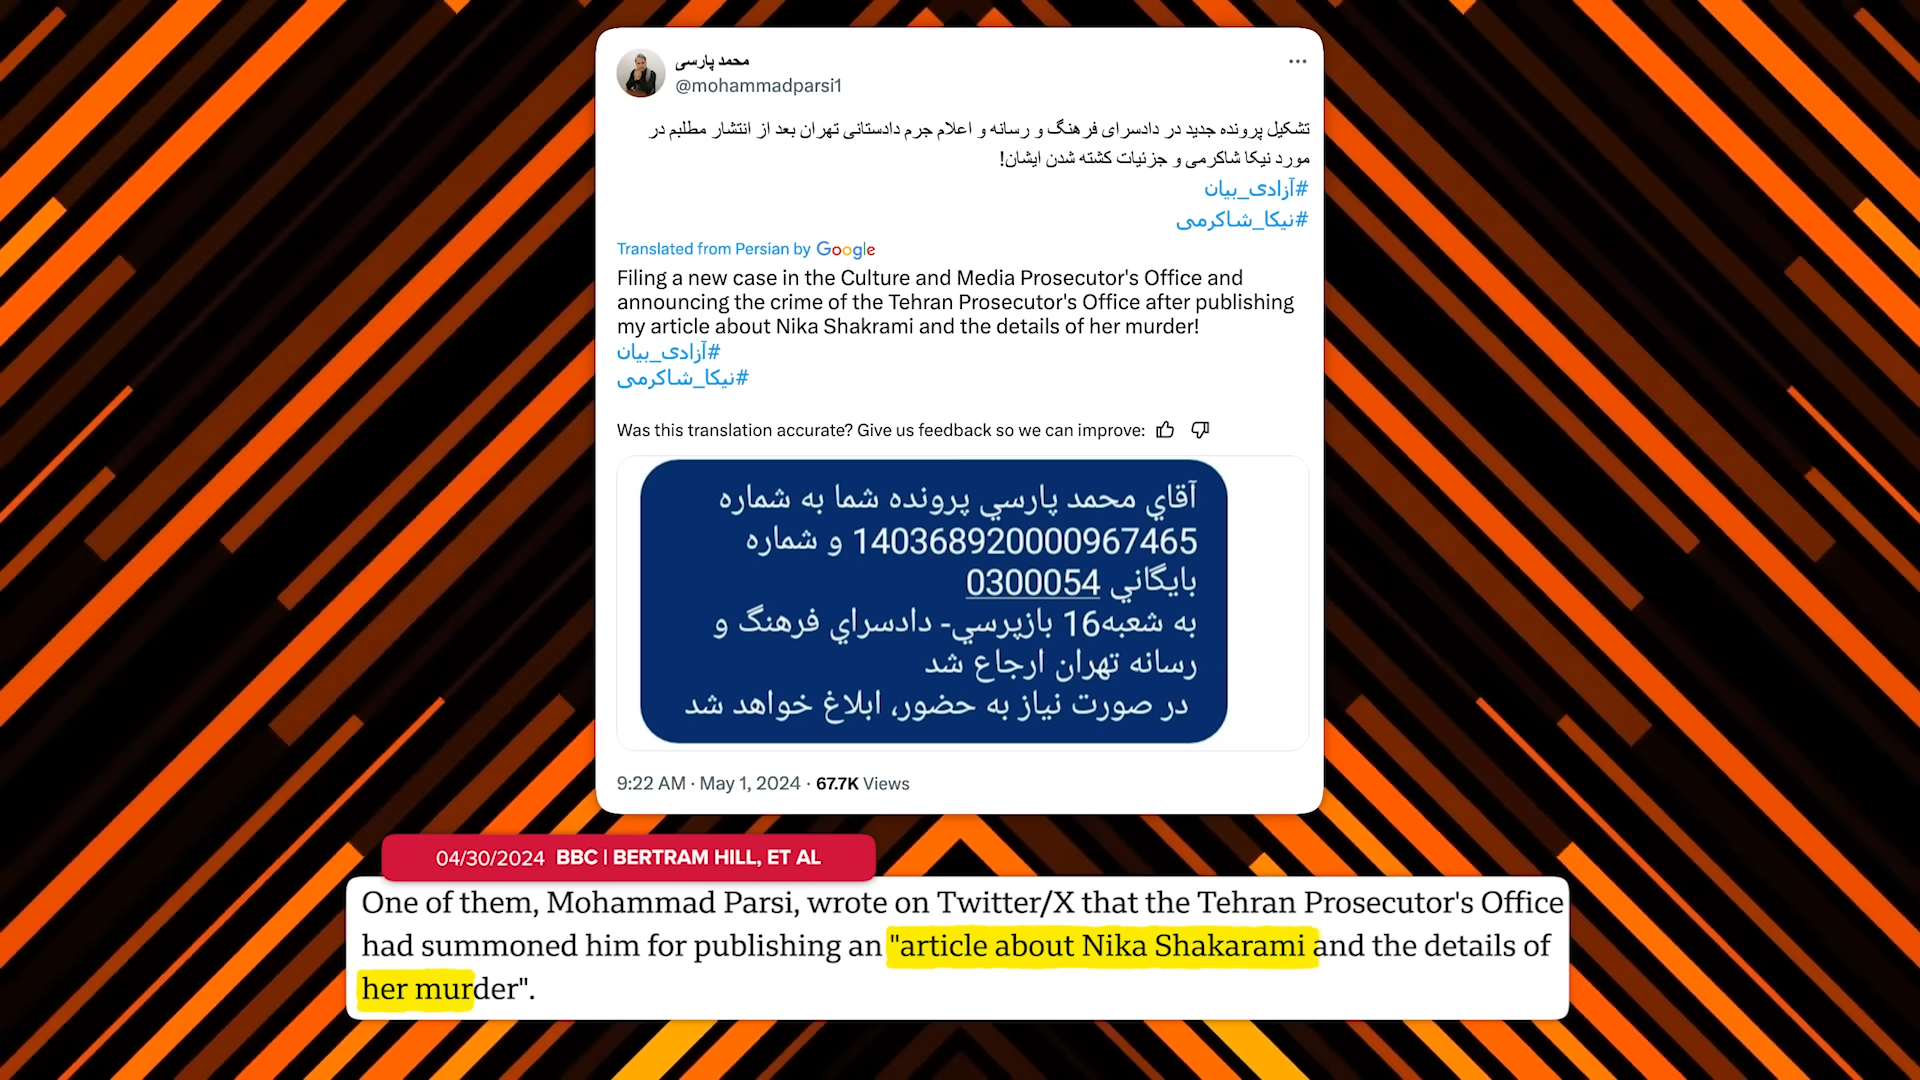 محمد پارسی
@mohammadparsi1
تشکیل پرونده جدید در دادسرای فرهنگ و رسانه و اعلام جرم دادستانی تهران بعد از انتشار مطلبم در
مورد نیکا شاکرمی و جزئیات کشته شدن ایشان!
#آزادی_بیان
#نیکا_شاکرمی
Translated from Persian by Google
Filing a new case in the Culture and Media Prosecutor's Office and
announcing the crime of the Tehran Prosecutor's Office after publishing
my article about Nika Shakrami and the details of her murder!
#آزادی_بیان
#نیکا_شاکرمی
Was this translation accurate? Give us feedback so we can improve:
آقاي محمد پارسي پرونده شما به شماره
140368920000967465 و شماره
بايگاني 0300054
به شعبه16 بازپرسي- دادسراي فرهنگ و
رسانه تهران ارجاع شد
در صورت نياز به حضور، ابلاغ خواهد شد
9:22 AM · May 1, 2024 · 67.7K Views
04/30/2024 BBC | BERTRAM HILL, ET AL
One of them, Mohammad Parsi, wrote on Twitter/X that the Tehran Prosecutor's Office
had summoned him for publishing an "article about Nika Shakarami and the details of
her murder".